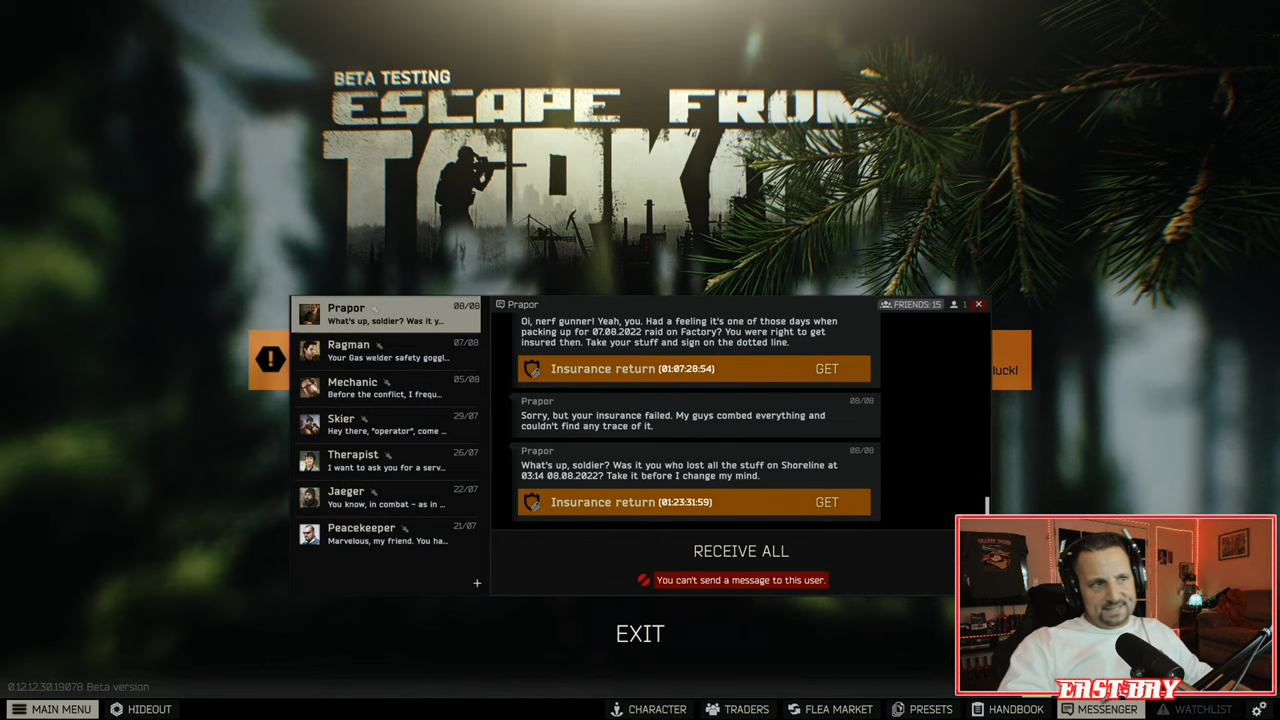 BETA TESTING
ESCAPE FROM
TARKOV
Prapor
08/08
What's up, soldier? Was it y...
Ragman
07/08
Your Gas welder safety goggl...
Mechanic
05/08
Before the conflict, I frequ...
Skier
29/07
Hey there, "operator", come ...
Therapist
26/07
I want to ask you for a serv...
Jaeger
22/07
You know, in combat – as in ...
Peacekeeper
21/07
Marvelous, my friend. You ha...
+
Prapor
FRIENDS: 15
1
Oi, nerf gunner! Yeah, you. Had a feeling it's one of those days when
packing up for 07.08.2022 raid on Factory? You were right to get
insured then. Take your stuff and sign on the dotted line.
Insurance return (01:07:28:54) GET
Prapor
08/08
Sorry, but your insurance failed. My guys combed everything and
couldn't find any trace of it.
Prapor
08/08
What's up, soldier? Was it you who lost all the stuff on Shoreline at
03:14 08.08.2022? Take it before I change my mind.
Insurance return (01:23:31:59) GET
RECEIVE ALL
You can't send a message to this user.
luck!
EXIT
EAST BAY
0.12.12.30.19078 Beta version
MAIN MENU
HIDEOUT
CHARACTER
TRADERS
FLEA MARKET
PRESETS
HANDBOOK
MESSENGER
WATCHLIST